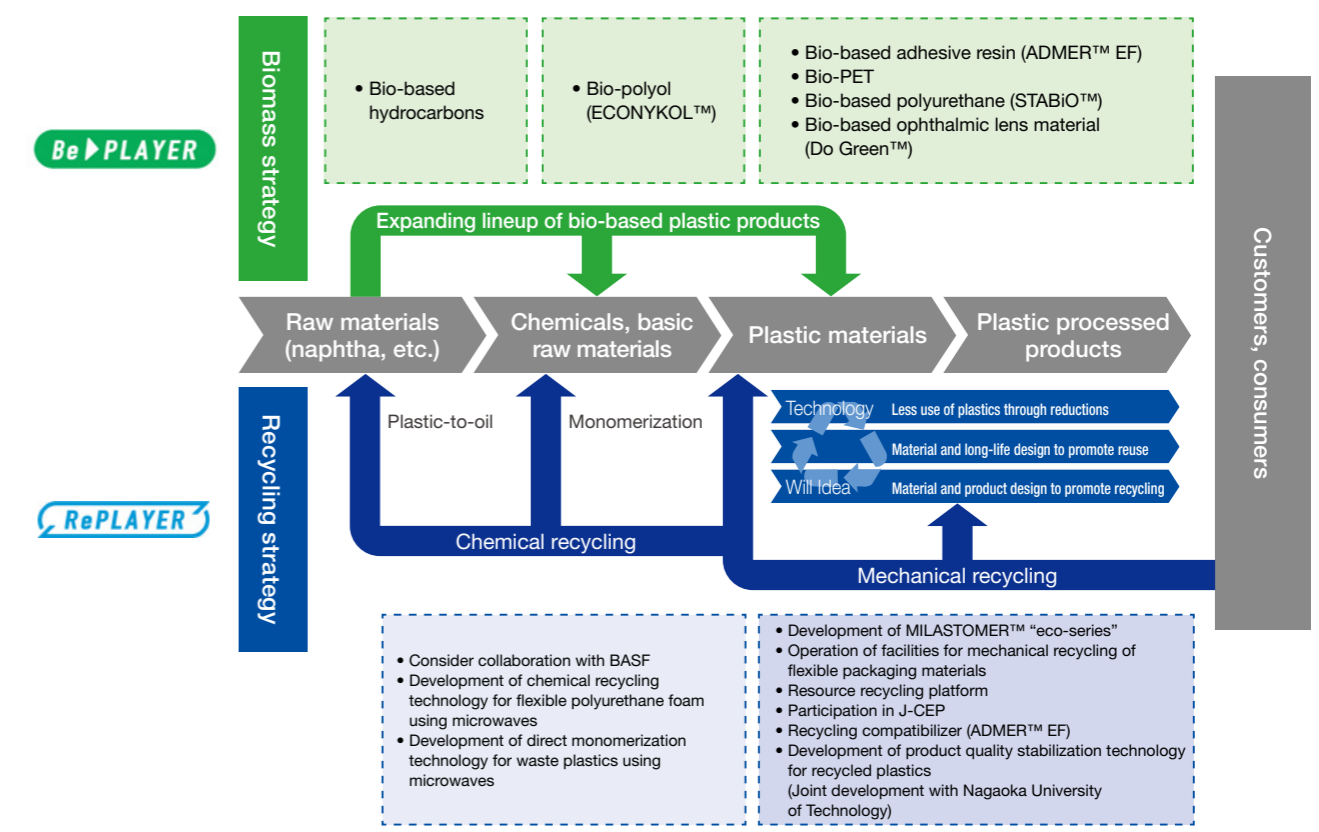 Be▶PLAYER
Biomass strategy
• Bio-based
hydrocarbons
• Bio-polyol
(ECONYKOL™)
• Bio-based adhesive resin (ADMER™ EF)
• Bio-PET
• Bio-based polyurethane (STABiO™)
• Bio-based ophthalmic lens material
(Do Green™)
Expanding lineup of bio-based plastic products
Raw materials
(naphtha, etc.)
Chemicals, basic
raw materials
Plastic materials
Plastic processed
products
Customers, consumers
RePLAYER
Recycling strategy
Plastic-to-oil
Monomerization
Technology
Less use of plastics through reductions
Material and long-life design to promote reuse
Will Idea
Material and product design to promote recycling
Chemical recycling
Mechanical recycling
• Consider collaboration with BASF
• Development of chemical recycling
technology for flexible polyurethane foam
using microwaves
• Development of direct monomerization
technology for waste plastics using
microwaves
• Development of MILASTOMER™ “eco-series”
• Operation of facilities for mechanical recycling of
flexible packaging materials
• Resource recycling platform
• Participation in J-CEP
• Recycling compatibilizer (ADMER™ EF)
• Development of product quality stabilization technology
for recycled plastics
(Joint development with Nagaoka University
of Technology)